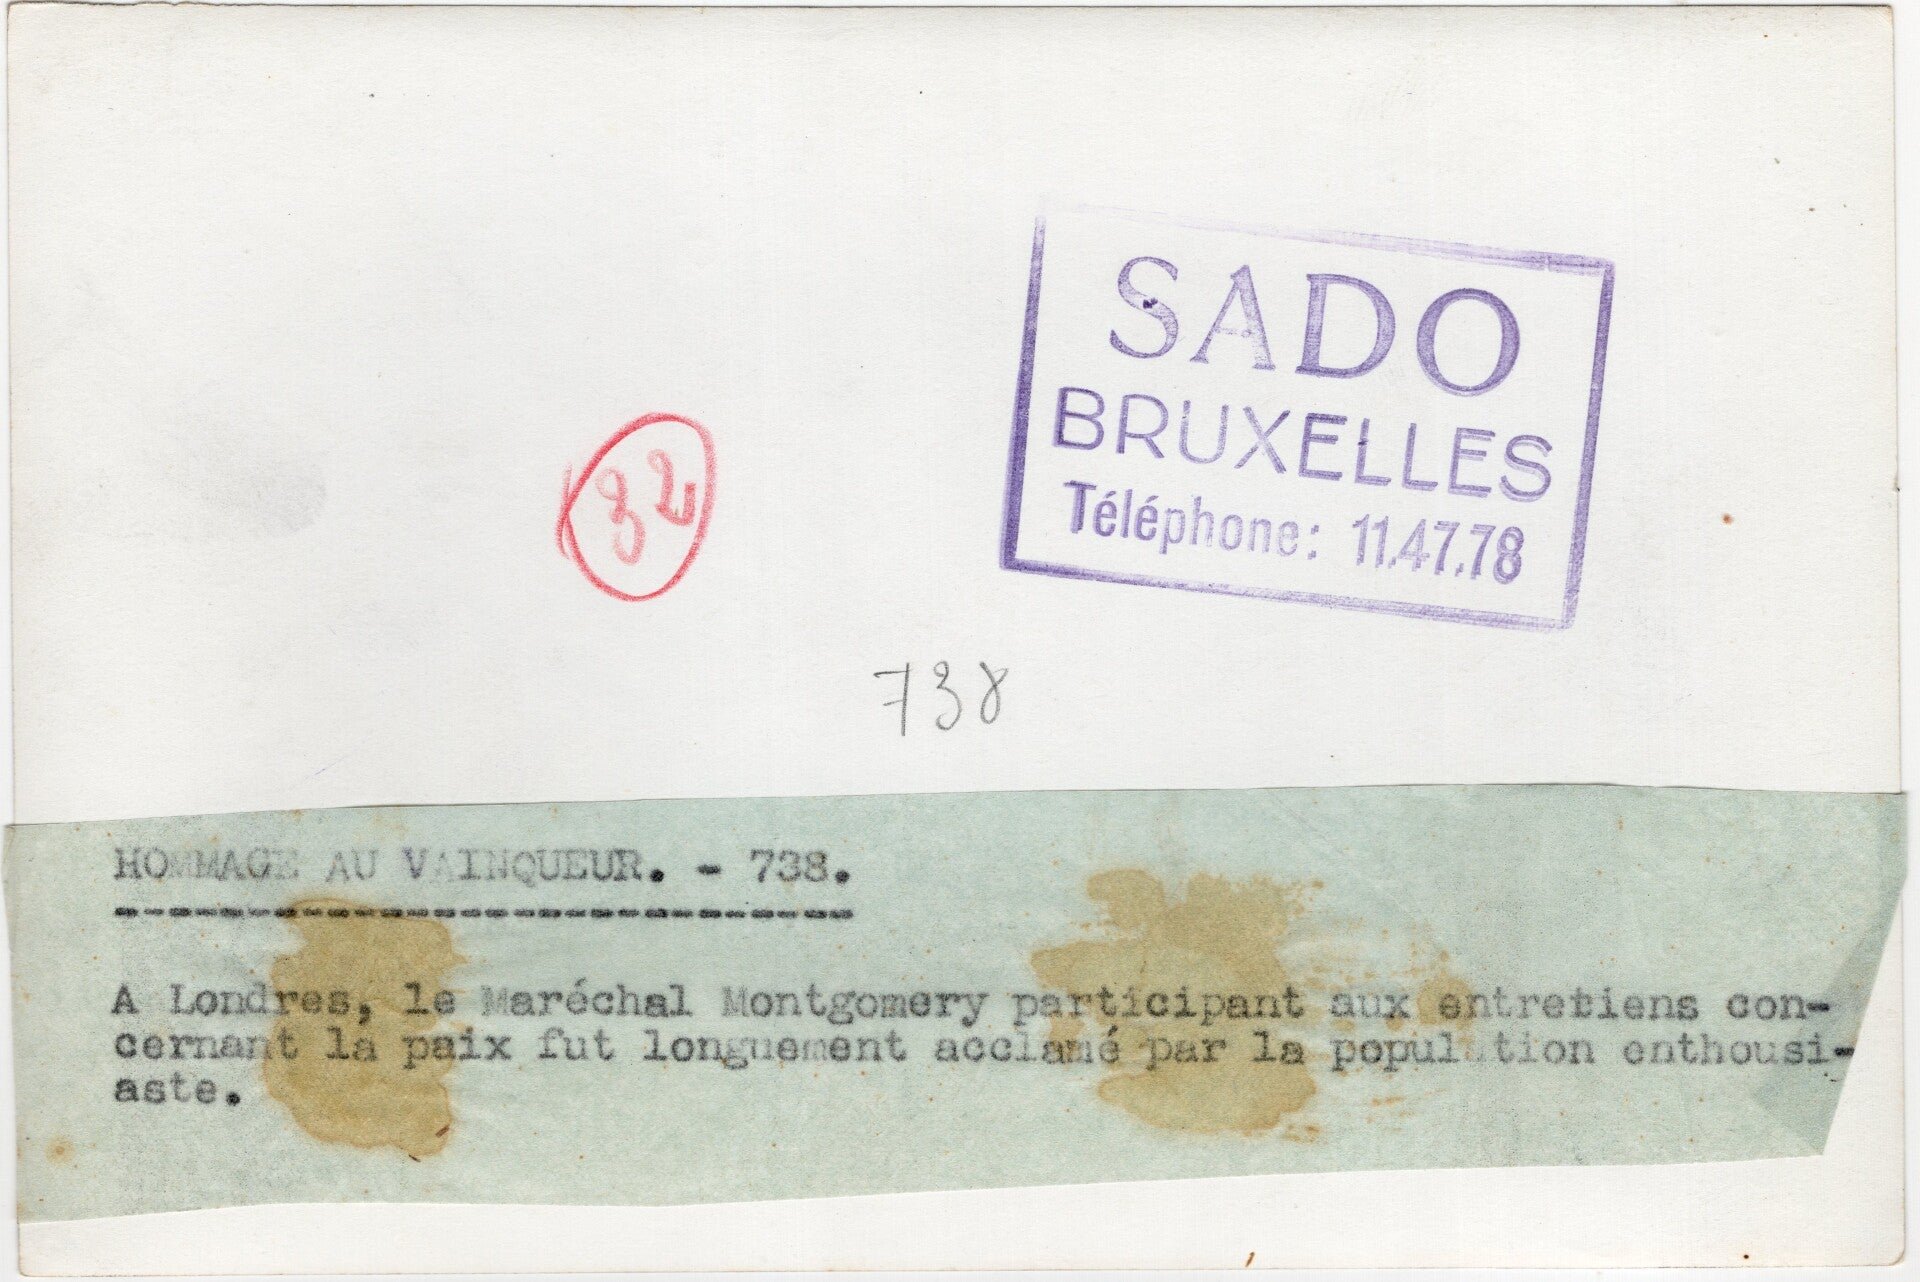 SADO
BRUXELLES
Téléphone: 11.47.78
32
738
HOMMAGE AU VAINQUEUR. - 738.
A Londres, le Maréchal Montgomery participant aux entretiens con-
cernant la paix fut longuement acclamé par la population enthousi-
aste.